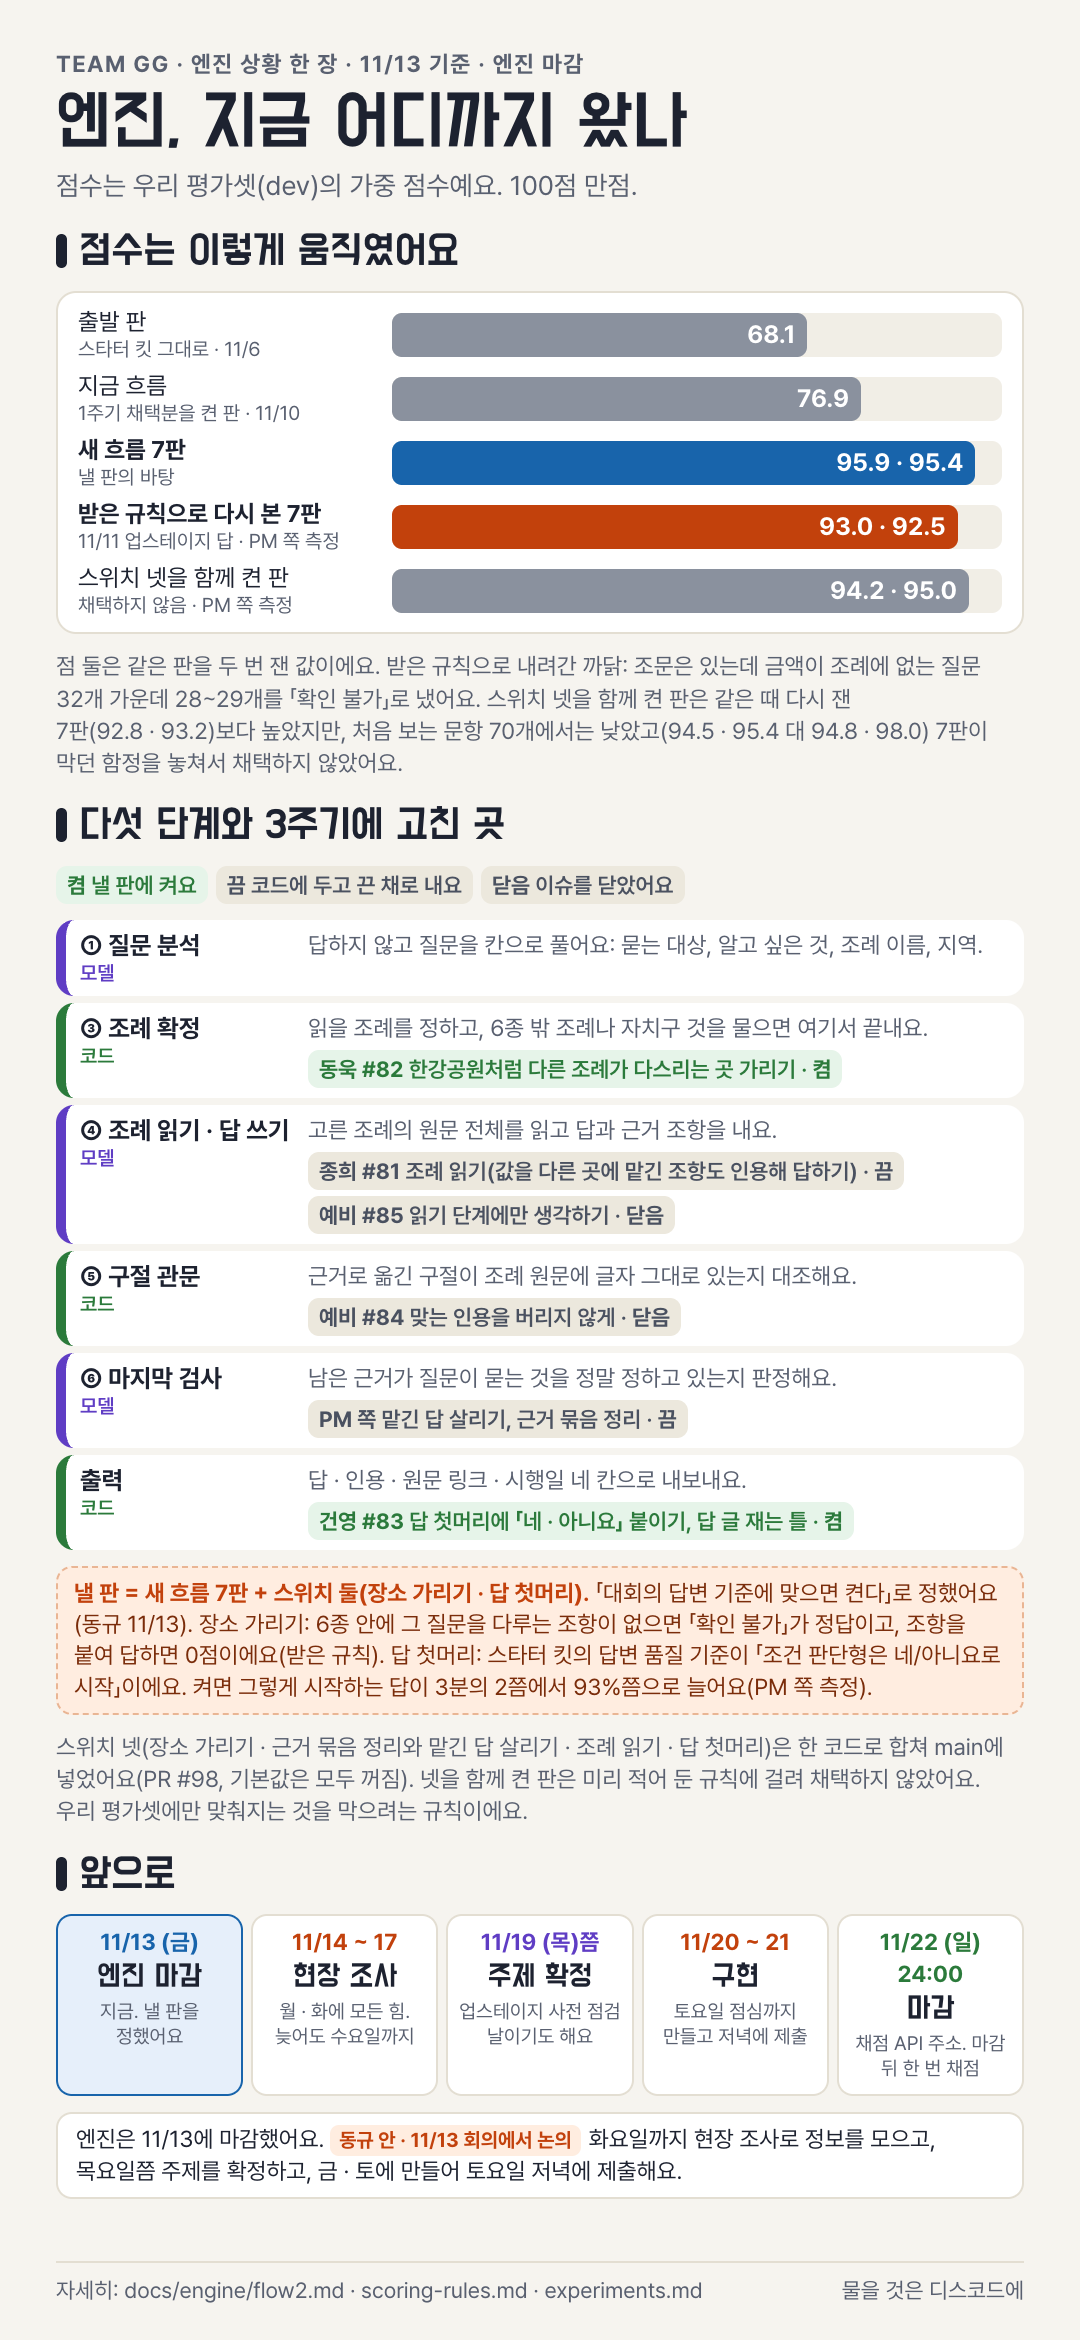 TEAM GG · 엔진 상황 한 장 · 11/13 기준 · 엔진 마감
엔진, 지금 어디까지 왔나
점수는 우리 평가셋(dev)의 가중 점수예요. 100점 만점.
점수는 이렇게 움직였어요
출발 판
스타터 킷 그대로 · 11/6
68.1
지금 흐름
1주기 채택분을 켠 판 · 11/10
76.9
새 흐름 7판
낼 판의 바탕
95.9 · 95.4
받은 규칙으로 다시 본 7판
11/11 업스테이지 답 · PM 쪽 측정
93.0 · 92.5
스위치 넷을 함께 켠 판
채택하지 않음 · PM 쪽 측정
94.2 · 95.0
점 둘은 같은 판을 두 번 잰 값이에요. 받은 규칙으로 내려간 까닭: 조문은 있는데 금액이 조례에 없는 질문
32개 가운데 28~29개를 「확인 불가」로 냈어요. 스위치 넷을 함께 켠 판은 같은 때 다시 잰
7판(92.8 · 93.2)보다 높았지만, 처음 보는 문항 70개에서는 낮았고(94.5 · 95.4 대 94.8 · 98.0) 7판이
막던 함정을 놓쳐서 채택하지 않았어요.
다섯 단계와 3주기에 고친 곳
켬 낼 판에 켜요
끔 코드에 두고 끈 채로 내요
닫음 이슈를 닫았어요
① 질문 분석
모델
답하지 않고 질문을 칸으로 풀어요: 묻는 대상, 알고 싶은 것, 조례 이름, 지역.
③ 조례 확정
코드
읽을 조례를 정하고, 6종 밖 조례나 자치구 것을 물으면 여기서 끝내요.
동욱 #82 한강공원처럼 다른 조례가 다스리는 곳 가리기 · 켬
④ 조례 읽기 · 답 쓰기
모델
고른 조례의 원문 전체를 읽고 답과 근거 조항을 내요.
종희 #81 조례 읽기(값을 다른 곳에 맡긴 조항도 인용해 답하기) · 끔
예비 #85 읽기 단계에만 생각하기 · 닫음
⑤ 구절 관문
코드
근거로 옮긴 구절이 조례 원문에 글자 그대로 있는지 대조해요.
예비 #84 맞는 인용을 버리지 않게 · 닫음
⑥ 마지막 검사
모델
남은 근거가 질문이 묻는 것을 정말 정하고 있는지 판정해요.
PM 쪽 맡긴 답 살리기, 근거 묶음 정리 · 끔
출력
코드
답 · 인용 · 원문 링크 · 시행일 네 칸으로 내보내요.
건영 #83 답 첫머리에 「네 · 아니요」 붙이기, 답 글 재는 틀 · 켬
낼 판 = 새 흐름 7판 + 스위치 둘(장소 가리기 · 답 첫머리). 「대회의 답변 기준에 맞으면 켠다」로 정했어요
(동규 11/13). 장소 가리기: 6종 안에 그 질문을 다루는 조항이 없으면 「확인 불가」가 정답이고, 조항을
붙여 답하면 0점이에요(받은 규칙). 답 첫머리: 스타터 킷의 답변 품질 기준이 「조건 판단형은 네/아니요로
시작」이에요. 켜면 그렇게 시작하는 답이 3분의 2쯤에서 93%쯤으로 늘어요(PM 쪽 측정).
스위치 넷(장소 가리기 · 근거 묶음 정리와 맡긴 답 살리기 · 조례 읽기 · 답 첫머리)은 한 코드로 합쳐 main에
넣었어요(PR #98, 기본값은 모두 꺼짐). 넷을 함께 켠 판은 미리 적어 둔 규칙에 걸려 채택하지 않았어요.
우리 평가셋에만 맞춰지는 것을 막으려는 규칙이에요.
앞으로
11/13 (금)
엔진 마감
지금. 낼 판을
정했어요
11/14 ~ 17
현장 조사
월 · 화에 모든 힘.
늦어도 수요일까지
11/19 (목)쯤
주제 확정
업스테이지 사전 점검
날이기도 해요
11/20 ~ 21
구현
토요일 점심까지
만들고 저녁에 제출
11/22 (일)
24:00
마감
채점 API 주소. 마감
뒤 한 번 채점
엔진은 11/13에 마감했어요. 동규 안 · 11/13 회의에서 논의 화요일까지 현장 조사로 정보를 모으고,
목요일쯤 주제를 확정하고, 금 · 토에 만들어 토요일 저녁에 제출해요.
자세히: docs/engine/flow2.md · scoring-rules.md · experiments.md
물을 것은 디스코드에